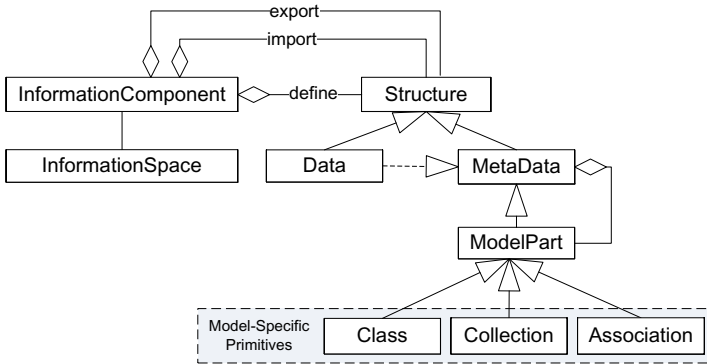 export
import
InformationComponent
define
Structure
InformationSpace
Data
MetaData
ModelPart
Model-Specific
Primitives
Class
Collection
Association